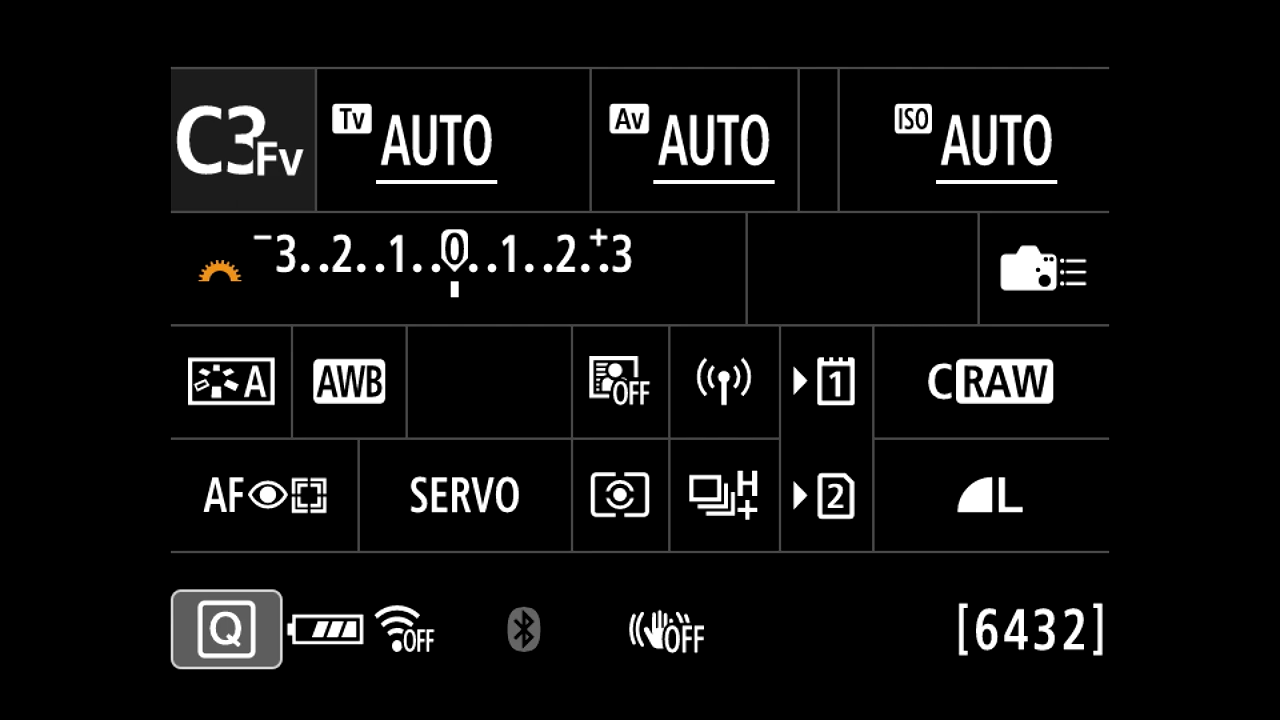 C3Fv Tv AUTO Av AUTO ISO AUTO
−3..2..1..0..1..2..+3
A AWB OFF 1 C RAW
AF SERVO H+ 2 L
Q OFF OFF [6432]